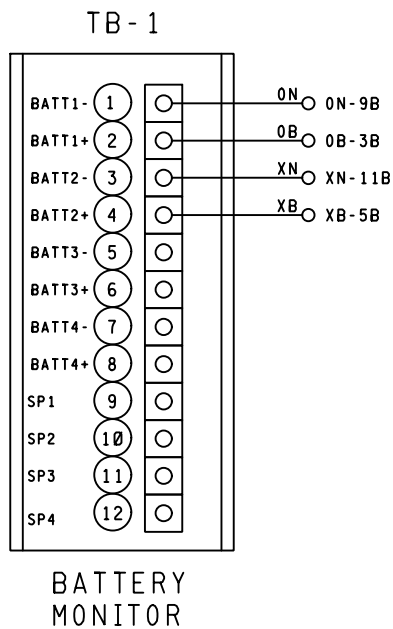 TB-1
BATT1- 1 0N 0N-9B
BATT1+ 2 0B 0B-3B
BATT2- 3 XN XN-11B
BATT2+ 4 XB XB-5B
BATT3- 5
BATT3+ 6
BATT4- 7
BATT4+ 8
SP1 9
SP2 10
SP3 11
SP4 12
BATTERY
MONITOR